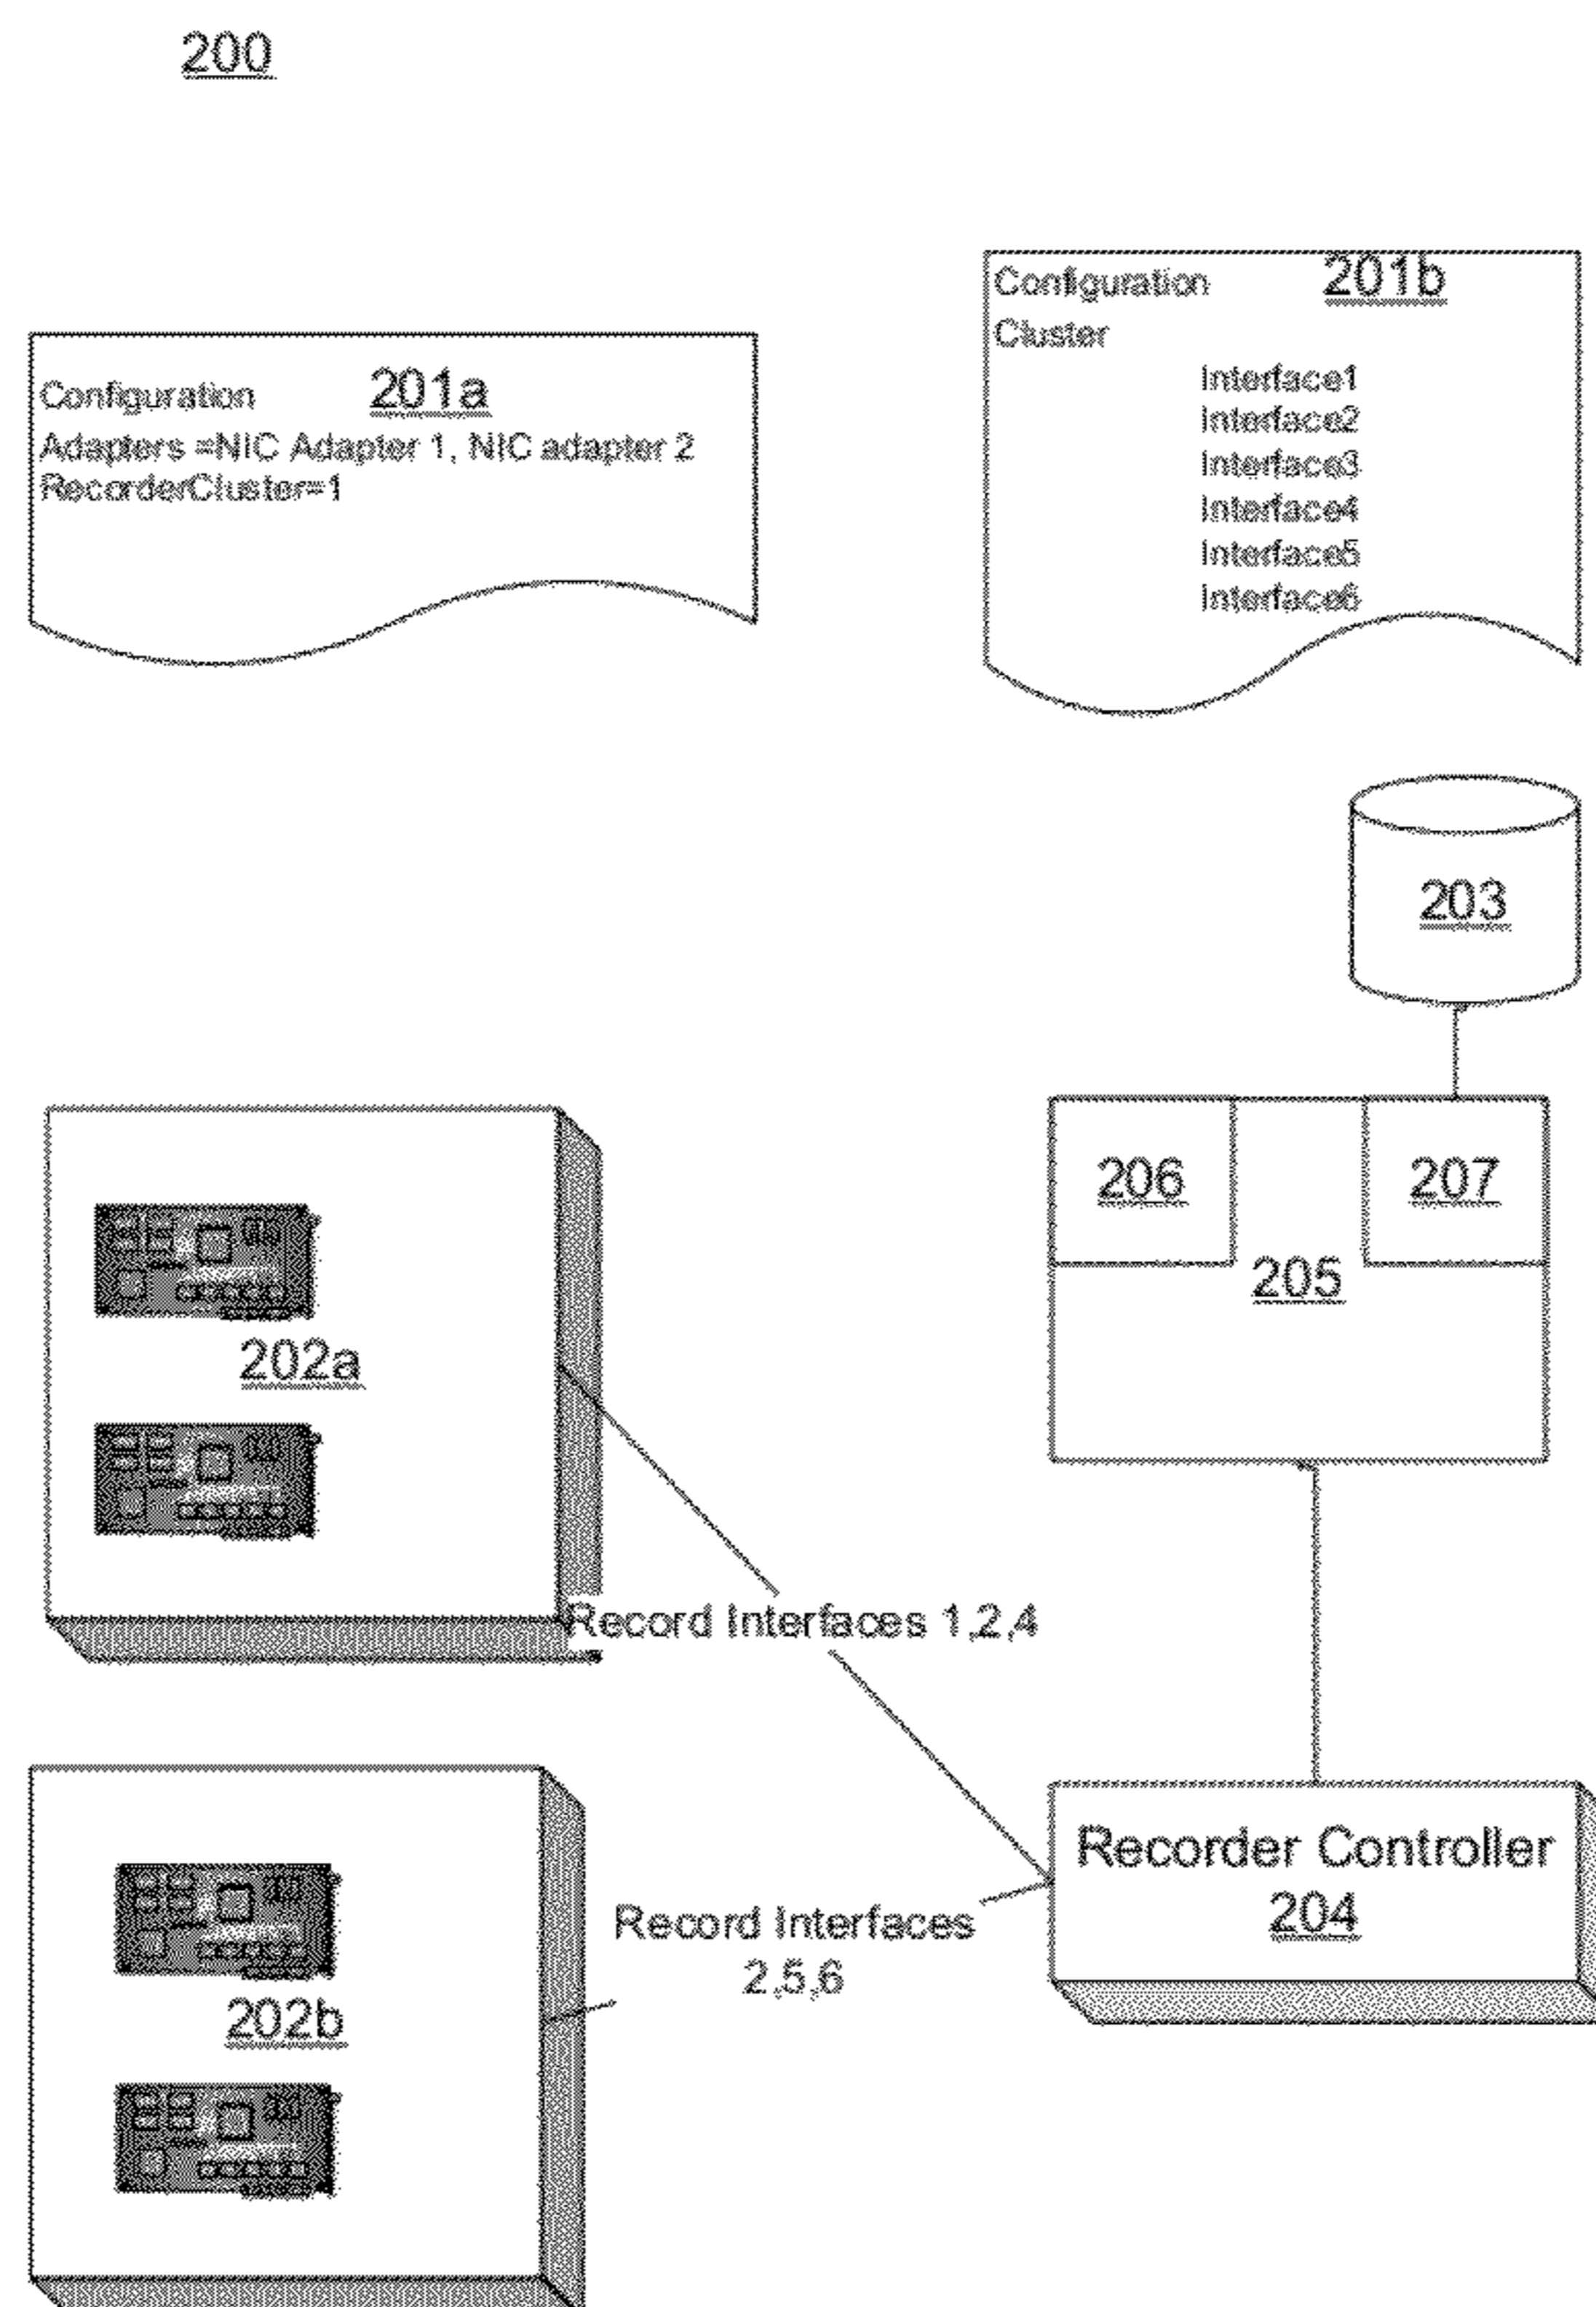 200
Configuration 201a
Adapters =NIC Adapter 1, NIC adapter 2
RecorderCluster=1
Configuration 201b
Cluster
Interface1
Interface2
Interface3
Interface4
Interface5
Interface6
203
206
207
205
202a
Record Interfaces 1,2,4
Recorder Controller
204
Record Interfaces
2,5,6
202b